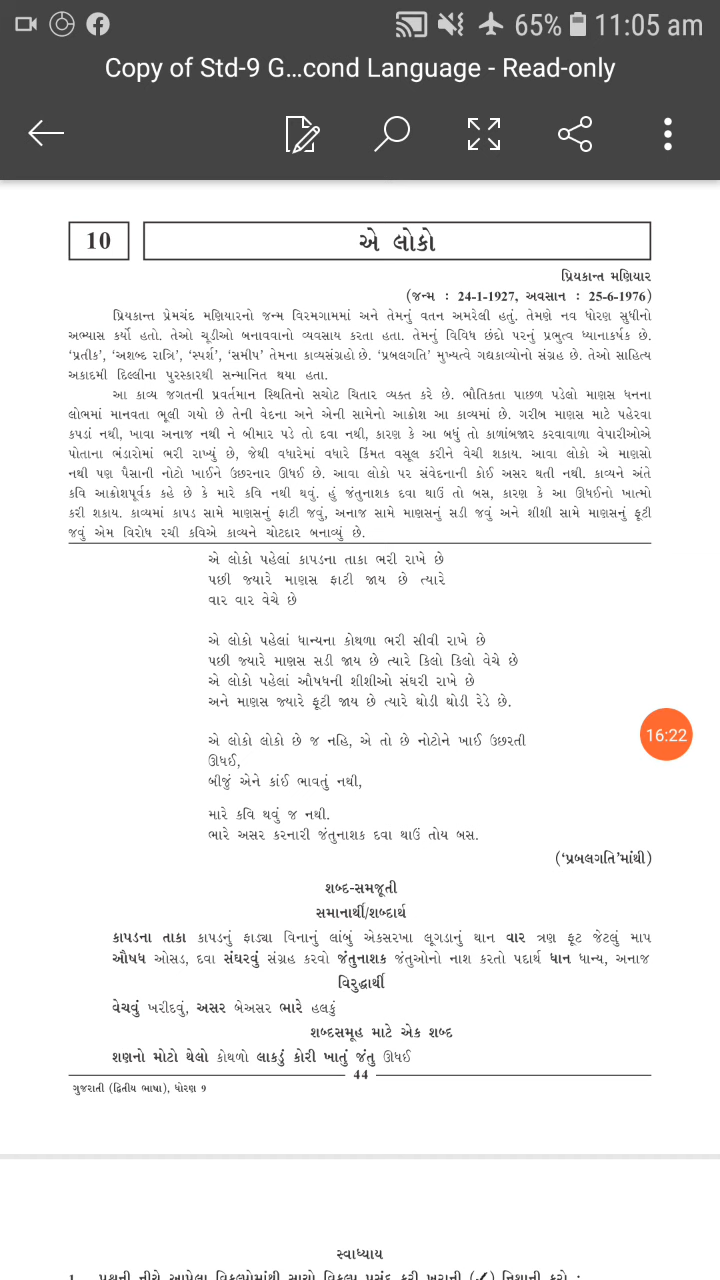 65% 11:05 am
Copy of Std-9 G...cond Language - Read-only
10
એ લોકો
પ્રિયકાન્ત મણિયાર
(જન્મ : 24-1-1927, અવસાન : 25-6-1976)
પ્રિયકાન્ત પ્રેમચંદ મણિયારનો જન્મ વિરમગામમાં અને તેમનું વતન અમરેલી હતું. તેમણે નવ ધોરણ સુધીનો
અભ્યાસ કર્યો હતો. તેઓ ચૂડીઓ બનાવવાનો વ્યવસાય કરતા હતા. તેમનું વિવિધ છંદો પરનું પ્રભુત્વ ધ્યાનાકર્ષક છે.
'પ્રતીક', 'અશબ્દ રાત્રિ', 'સ્પર્શ', 'સમીપ' તેમના કાવ્યસંગ્રહો છે. 'પ્રબલગતિ' મુખ્યત્વે ગદ્યકાવ્યોનો સંગ્રહ છે. તેઓ સાહિત્ય
અકાદમી દિલ્લીના પુરસ્કારથી સન્માનિત થયા હતા.
આ કાવ્ય જગતની પ્રવર્તમાન સ્થિતિનો સચોટ ચિતાર વ્યક્ત કરે છે. ભૌતિકતા પાછળ પડેલો માણસ ધનના
લોભમાં માનવતા ભૂલી ગયો છે તેની વેદના અને એની સામેનો આક્રોશ આ કાવ્યમાં છે. ગરીબ માણસ માટે પહેરવા
કપડાં નથી, ખાવા અનાજ નથી ને બીમાર પડે તો દવા નથી, કારણ કે આ બધું તો કાળાંબજાર કરવાવાળા વેપારીઓએ
પોતાના ભંડારોમાં ભરી રાખ્યું છે, જેથી વધારેમાં વધારે કિંમત વસૂલ કરીને વેચી શકાય. આવા લોકો એ માણસો
નથી પણ પૈસાની નોટો ખાઈને ઉછરનાર ઊધઈ છે. આવા લોકો પર સંવેદનાની કોઈ અસર થતી નથી. કાવ્યને અંતે
કવિ આક્રોશપૂર્વક કહે છે કે મારે કવિ નથી થવું. હું જંતુનાશક દવા થાઉં તો બસ, કારણ કે આ ઊધઈનો ખાત્મો
કરી શકાય. કાવ્યમાં કાપડ સામે માણસનું ફાટી જવું, અનાજ સામે માણસનું સડી જવું અને શીશી સામે માણસનું ફૂટી
જવું એમ વિરોધ રચી કવિએ કાવ્યને ચોટદાર બનાવ્યું છે.
એ લોકો પહેલાં કાપડના તાકા ભરી રાખે છે
પછી જ્યારે માણસ ફાટી જાય છે ત્યારે
વાર વાર વેચે છે
એ લોકો પહેલાં ધાન્યના કોથળા ભરી સીવી રાખે છે
પછી જ્યારે માણસ સડી જાય છે ત્યારે કિલો કિલો વેચે છે
એ લોકો પહેલાં ઔષધની શીશીઓ સંઘરી રાખે છે
અને માણસ જ્યારે ફૂટી જાય છે ત્યારે થોડી થોડી રેડે છે.
એ લોકો લોકો છે જ નહિ, એ તો છે નોટોને ખાઈ ઉછરતી
ઊધઈ,
બીજું એને કાંઈ ભાવતું નથી,
16:22
મારે કવિ થવું જ નથી.
ભારે અસર કરનારી જંતુનાશક દવા થાઉં તોય બસ.
('પ્રબલગતિ'માંથી)
શબ્દ-સમજૂતી
સમાનાર્થી/શબ્દાર્થ
કાપડના તાકા કાપડનું ફાડ્યા વિનાનું લાંબું એકસરખા લૂગડાનું થાન વાર ત્રણ ફૂટ જેટલું માપ
ઔષધ ઓસડ, દવા સંઘરવું સંગ્રહ કરવો જંતુનાશક જંતુઓનો નાશ કરતો પદાર્થ ધાન ધાન્ય, અનાજ
વિરુદ્ધાર્થી
વેચવું ખરીદવું, અસર બેઅસર ભારે હલકું
શબ્દસમૂહ માટે એક શબ્દ
શણનો મોટો થેલો કોથળો લાકડું કોરી ખાતું જંતુ ઊધઈ
44
ગુજરાતી (દ્વિતીય ભાષા), ધોરણ 9
સ્વાધ્યાય
1. પ્રશ્નની નીચે આપેલા વિકલ્પોમાંથી સાચો વિકલ્પ પસંદ કરી ખરાની (✓) નિશાની કરો :